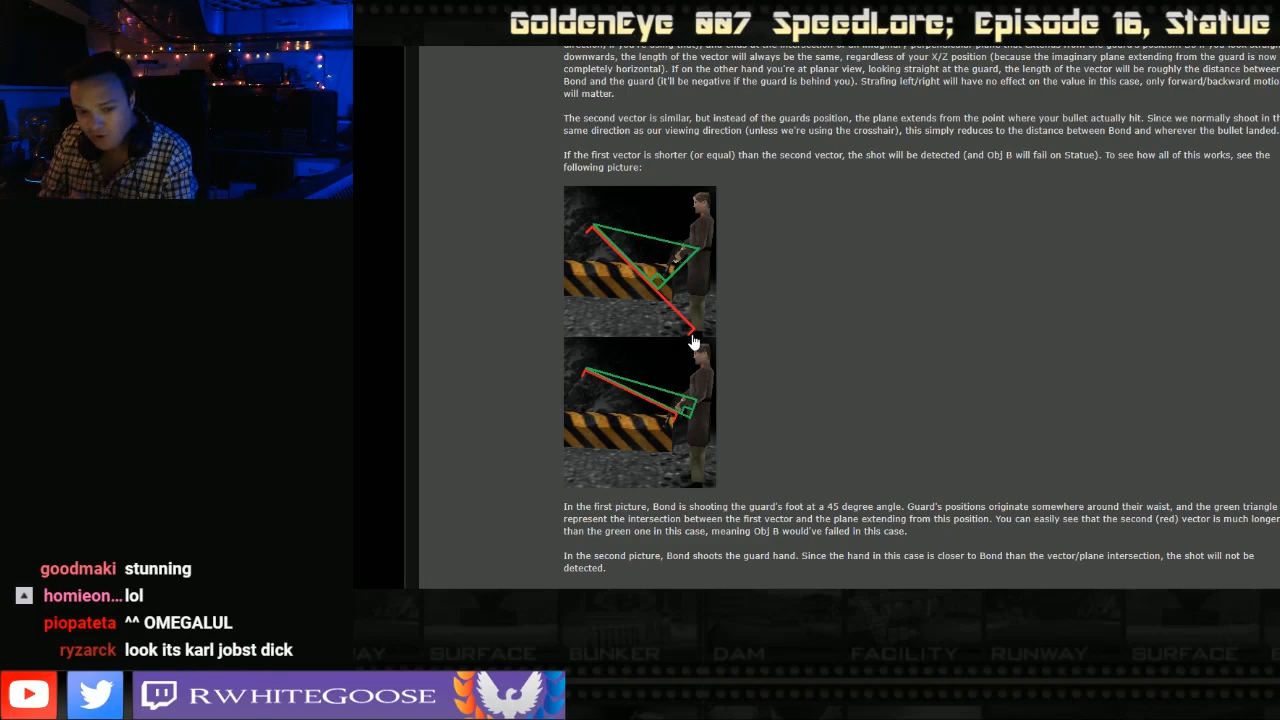 GoldenEye 007 SpeedLore; Episode 16, Statue
downwards, the length of the vector will always be the same, regardless of your X/Z position (because the imaginary plane extending from the guard is now
completely horizontal). If on the other hand you're at planar view, looking straight at the guard, the length of the vector will be roughly the distance between
Bond and the guard (it'll be negative if the guard is behind you). Strafing left/right will have no effect on the value in this case, only forward/backward motio
will matter.
The second vector is similar, but instead of the guards position, the plane extends from the point where your bullet actually hit. Since we normally shoot in th
same direction as our viewing direction (unless we're using the crosshair), this simply reduces to the distance between Bond and wherever the bullet landed.
If the first vector is shorter (or equal) than the second vector, the shot will be detected (and Obj B will fail on Statue). To see how all of this works, see the
following picture:
In the first picture, Bond is shooting the guard's foot at a 45 degree angle. Guard's positions originate somewhere around their waist, and the green triangle
represent the intersection between the first vector and the plane extending from this position. You can easily see that the second (red) vector is much longer
than the green one in this case, meaning Obj B would've failed in this case.
In the second picture, Bond shoots the guard hand. Since the hand in this case is closer to Bond than the vector/plane intersection, the shot will not be
detected.
goodmaki stunning
homieon... lol
piopateta ^^ OMEGALUL
ryzarck look its karl jobst dick
WAY SURFACE BUNKER DAM FACILITY RUNWAY SURFACE
RWHITEGOOSE